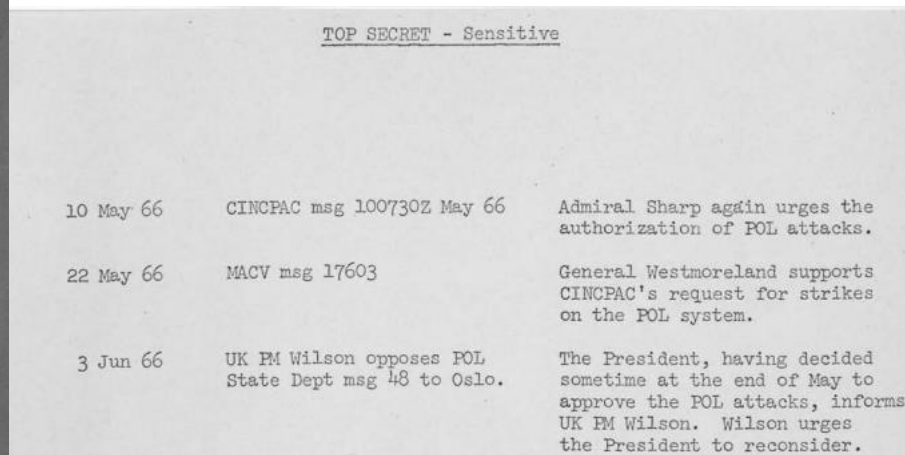 TOP SECRET - Sensitive
10 May 66 CINCPAC msg 100730Z May 66 Admiral Sharp again urges the
authorization of POL attacks.
22 May 66 MACV msg 17603 General Westmoreland supports
CINCPAC's request for strikes
on the POL system.
3 Jun 66 UK PM Wilson opposes POL The President, having decided
State Dept msg 48 to Oslo. sometime at the end of May to
approve the POL attacks, informs
UK PM Wilson. Wilson urges
the President to reconsider.